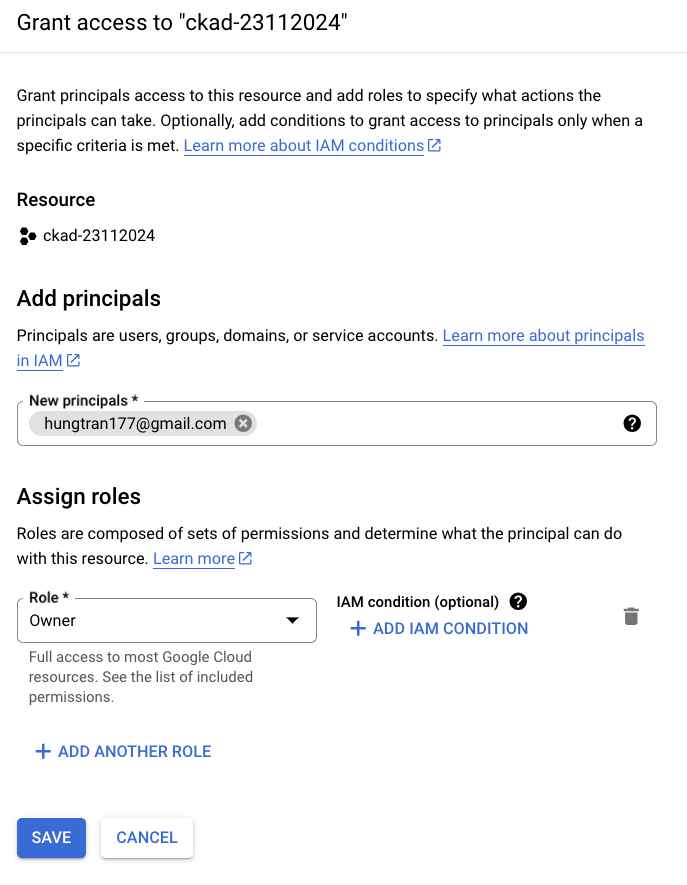 Grant access to "ckad-23112024"
Grant principals access to this resource and add roles to specify what actions the
principals can take. Optionally, add conditions to grant access to principals only when a
specific criteria is met. Learn more about IAM conditions
Resource
ckad-23112024
Add principals
Principals are users, groups, domains, or service accounts. Learn more about principals
in IAM
New principals *
hungtran177@gmail.com
Assign roles
Roles are composed of sets of permissions and determine what the principal can do
with this resource. Learn more
Role *
Owner
IAM condition (optional)
+ ADD IAM CONDITION
Full access to most Google Cloud
resources. See the list of included
permissions.
+ ADD ANOTHER ROLE
SAVE
CANCEL